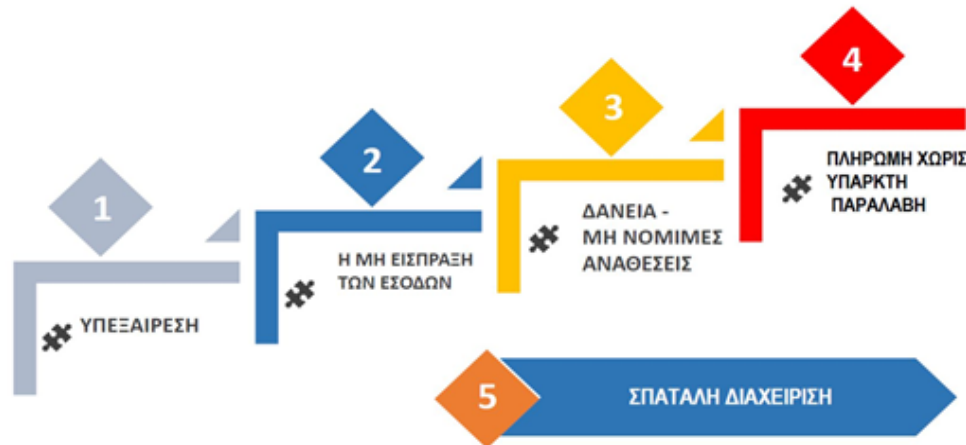 1
ΥΠΕΞΑΙΡΕΣΗ
2
Η ΜΗ ΕΙΣΠΡΑΞΗ
ΤΩΝ ΕΣΟΔΩΝ
3
ΔΑΝΕΙΑ -
ΜΗ ΝΟΜΙΜΕΣ
ΑΝΑΘΕΣΕΙΣ
4
ΠΛΗΡΩΜΗ ΧΩΡΙΣ
ΥΠΑΡΚΤΗ
ΠΑΡΑΛΑΒΗ
5
ΣΠΑΤΑΛΗ ΔΙΑΧΕΙΡΙΣΗ